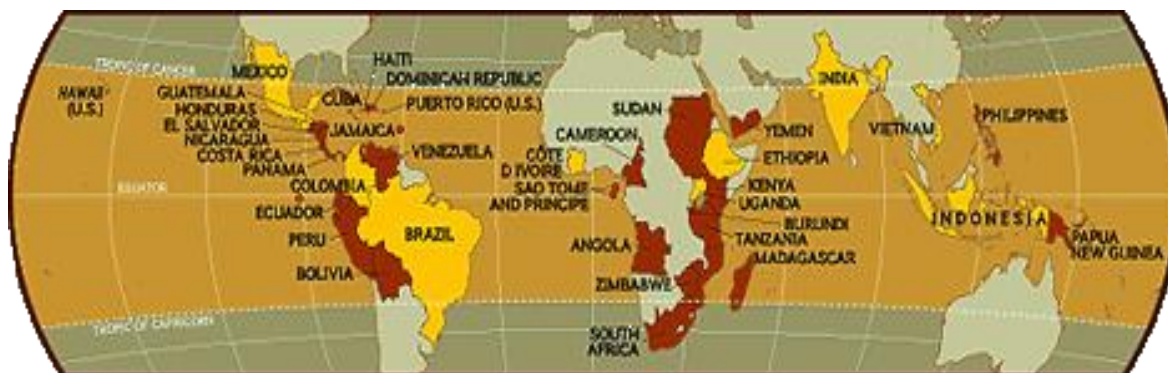 TROPIC OF CANCER
HAWAII
(U.S.)
MEXICO
GUATEMALA
HONDURAS
EL SALVADOR
NICARAGUA
COSTA RICA
PANAMA
HAITI
DOMINICAN REPUBLIC
CUBA
PUERTO RICO (U.S.)
JAMAICA
VENEZUELA
COLOMBIA
EQUATOR
ECUADOR
PERU
BRAZIL
BOLIVIA
TROPIC OF CAPRICORN
SUDAN
CAMEROON
CÔTE
D IVOIRE
SAO TOME
AND PRINCIPE
YEMEN
ETHIOPIA
KENYA
UGANDA
BURUNDI
TANZANIA
MADAGASCAR
ANGOLA
ZIMBABWE
SOUTH
AFRICA
INDIA
VIETNAM
PHILIPPINES
INDONESIA
PAPUA
NEW GUINEA